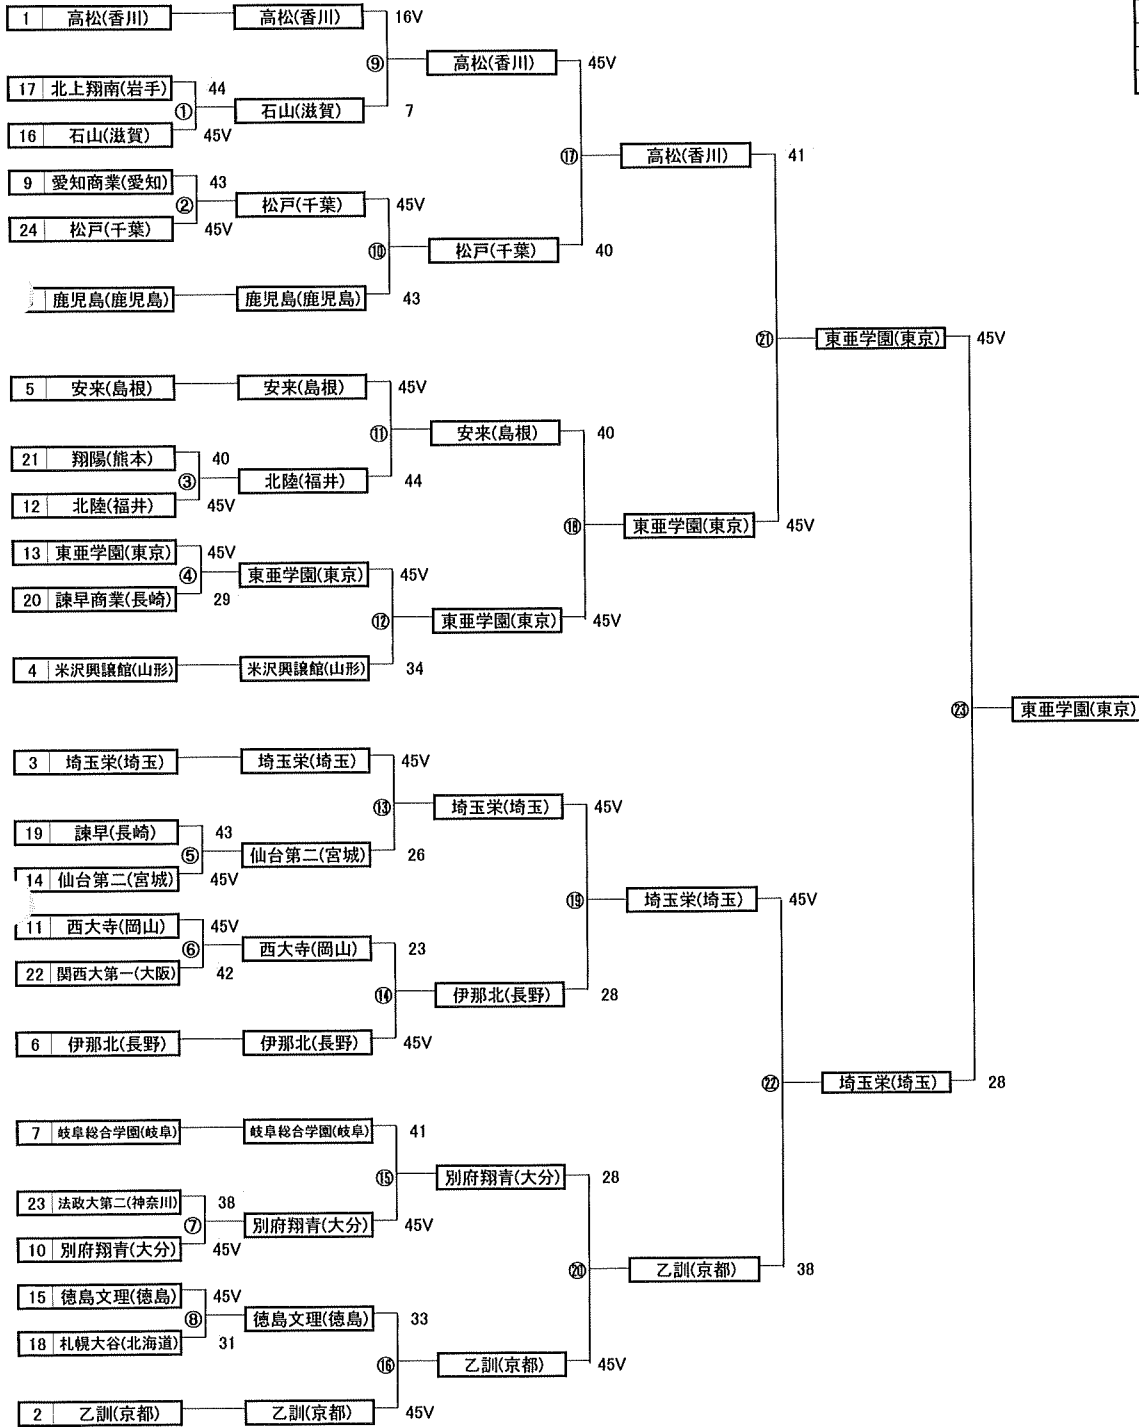 1 高松(香川) 高松(香川) 16V
⑨ 高松(香川) 45V
17 北上翔南(岩手) 44
① 石山(滋賀) 7
16 石山(滋賀) 45V
⑰ 高松(香川) 41
9 愛知商業(愛知) 43
② 松戸(千葉) 45V
24 松戸(千葉) 45V
⑩ 松戸(千葉) 40
鹿児島(鹿児島) 鹿児島(鹿児島) 43
㉑ 東亜学園(東京) 45V
5 安来(島根) 安来(島根) 45V
⑪ 安来(島根) 40
21 翔陽(熊本) 40
③ 北陸(福井) 44
12 北陸(福井) 45V
⑱ 東亜学園(東京) 45V
13 東亜学園(東京) 45V
④ 東亜学園(東京) 45V
20 諫早商業(長崎) 29
⑫ 東亜学園(東京) 45V
4 米沢興譲館(山形) 米沢興譲館(山形) 34
㉓ 東亜学園(東京)
3 埼玉栄(埼玉) 埼玉栄(埼玉) 45V
⑬ 埼玉栄(埼玉) 45V
19 諫早(長崎) 43
⑤ 仙台第二(宮城) 26
14 仙台第二(宮城) 45V
⑲ 埼玉栄(埼玉) 45V
11 西大寺(岡山) 45V
⑥ 西大寺(岡山) 23
22 関西大第一(大阪) 42
⑭ 伊那北(長野) 28
6 伊那北(長野) 伊那北(長野) 45V
㉒ 埼玉栄(埼玉) 28
7 岐阜総合学園(岐阜) 岐阜総合学園(岐阜) 41
⑮ 別府翔青(大分) 28
23 法政大第二(神奈川) 38
⑦ 別府翔青(大分) 45V
10 別府翔青(大分) 45V
⑳ 乙訓(京都) 38
15 徳島文理(徳島) 45V
⑧ 徳島文理(徳島) 33
18 札幌大谷(北海道) 31
⑯ 乙訓(京都) 45V
2 乙訓(京都) 乙訓(京都) 45V